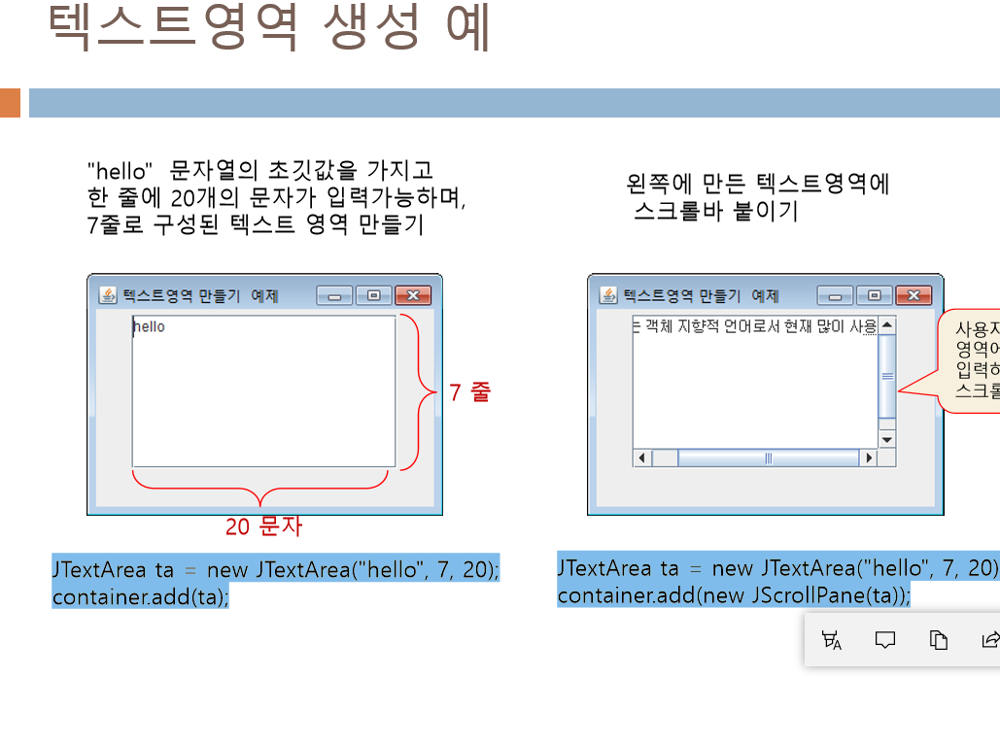 텍스트영역 생성 예
"hello" 문자열의 초깃값을 가지고
한 줄에 20개의 문자가 입력가능하며,
7줄로 구성된 텍스트 영역 만들기
텍스트영역 만들기 예제
hello
7 줄
20 문자
JTextArea ta = new JTextArea("hello", 7, 20);
container.add(ta);
왼쪽에 만든 텍스트영역에
스크롤바 붙이기
텍스트영역 만들기 예제
는 객체 지향적 언어로서 현재 많이 사용
사용자
영역에
입력하
스크롤
JTextArea ta = new JTextArea("hello", 7, 20)
container.add(new JScrollPane(ta));